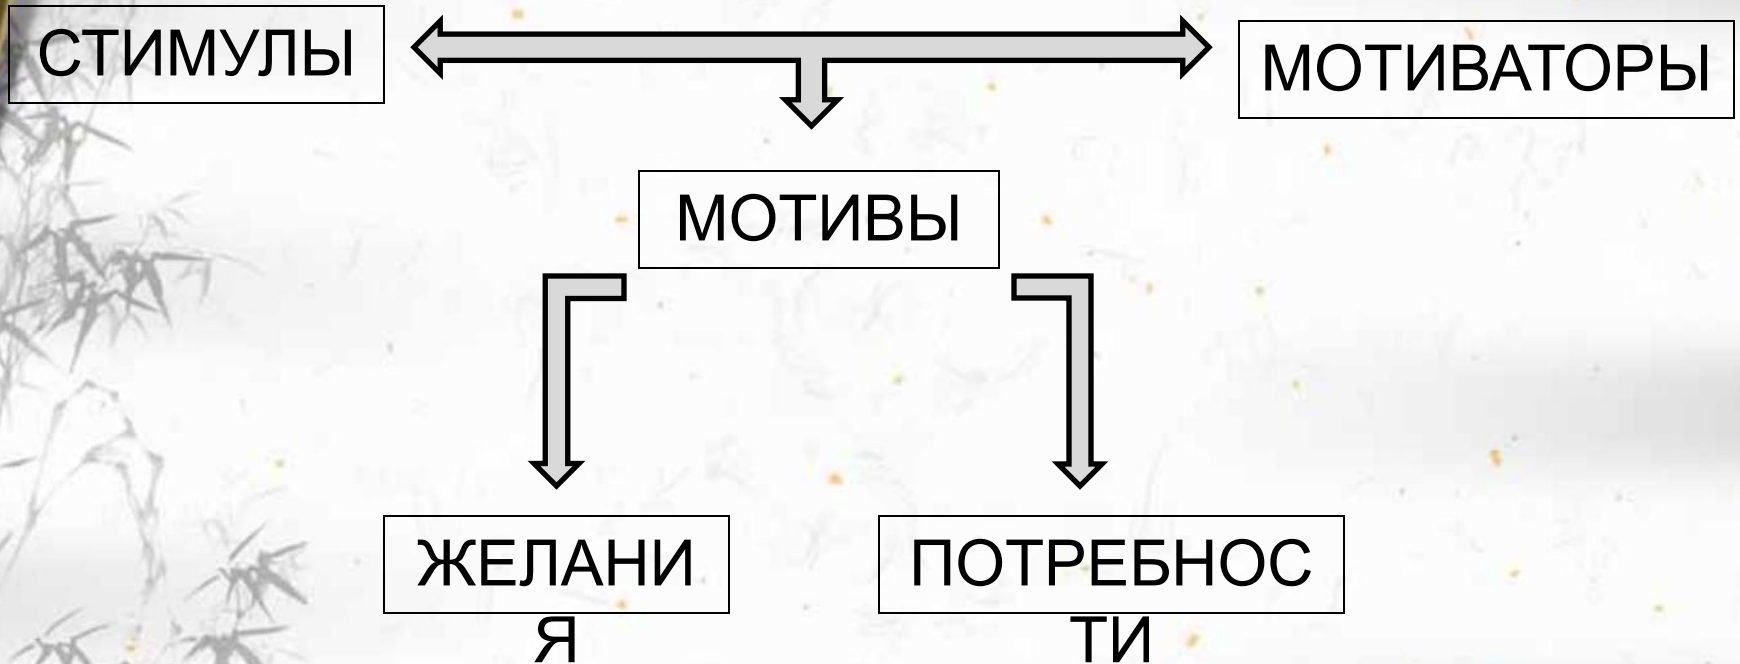 СТИМУЛЫ
МОТИВАТОРЫ
МОТИВЫ
ЖЕЛАНИ
Я
ПОТРЕБНОС
ТИ